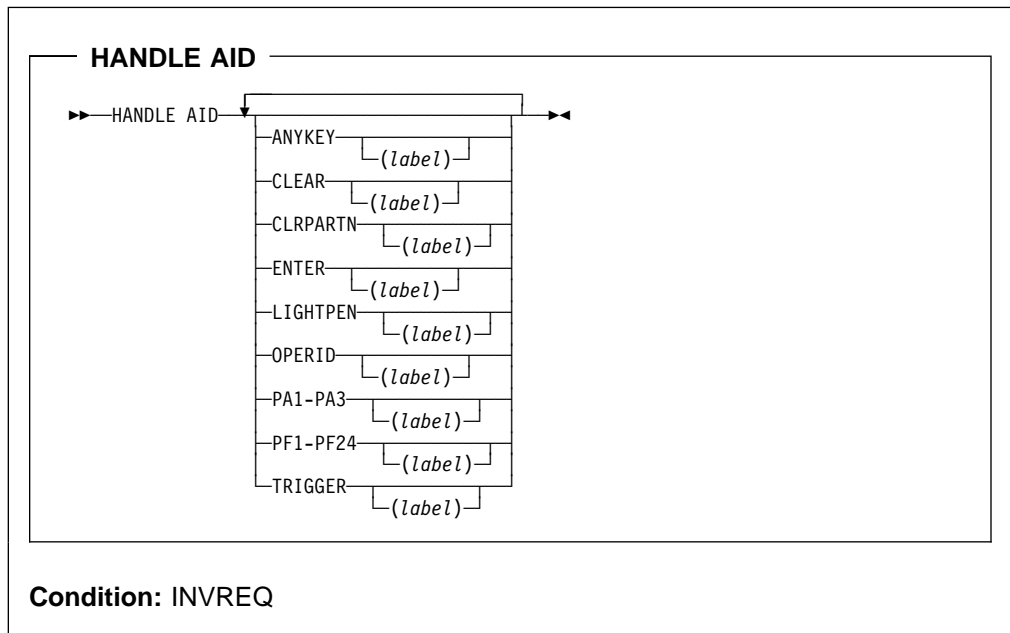 HANDLE AID
HANDLE AID
ANYKEY
(label)
CLEAR
(label)
CLRPARTN
(label)
ENTER
(label)
LIGHTPEN
(label)
OPERID
(label)
PA1-PA3
(label)
PF1-PF24
(label)
TRIGGER
(label)
Condition: INVREQ